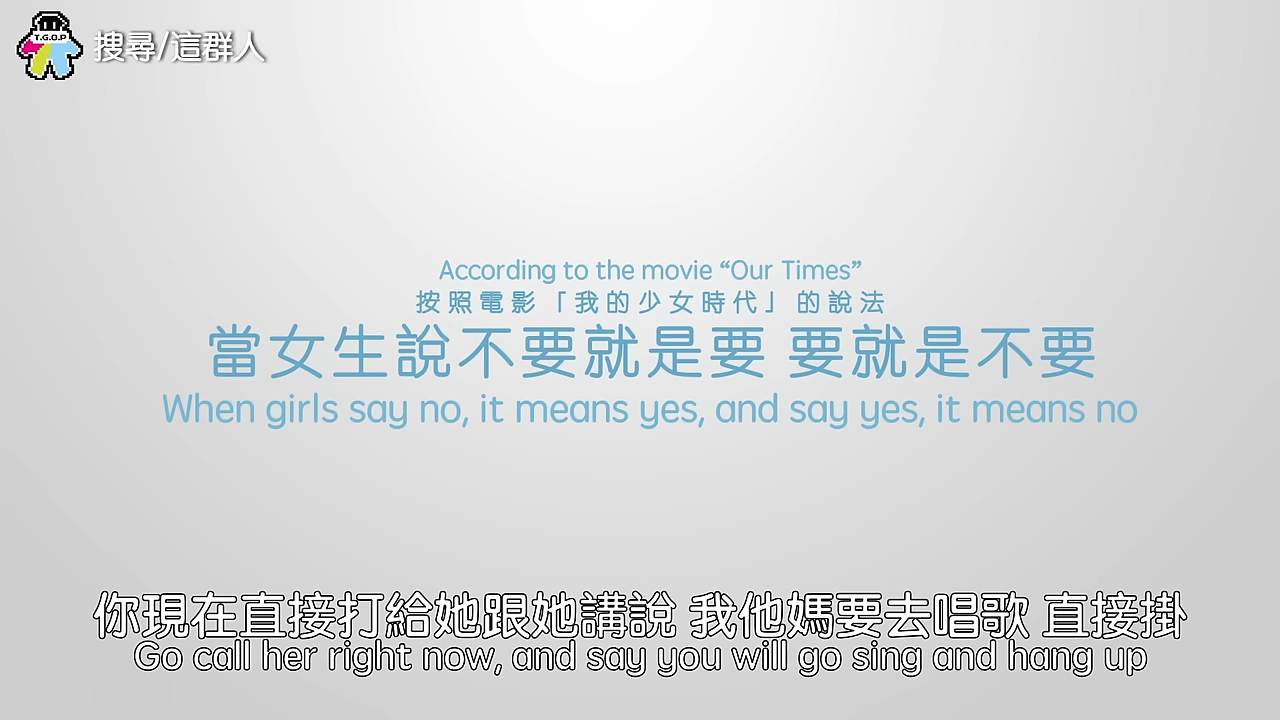 T.G.O.P
搜尋/這群人
According to the movie “Our Times”
按照電影「我的少女時代」的說法
當女生說不要就是要 要就是不要
When girls say no, it means yes, and say yes, it means no
你現在直接打給她跟她講說 我他媽要去唱歌 直接掛
Go call her right now, and say you will go sing and hang up